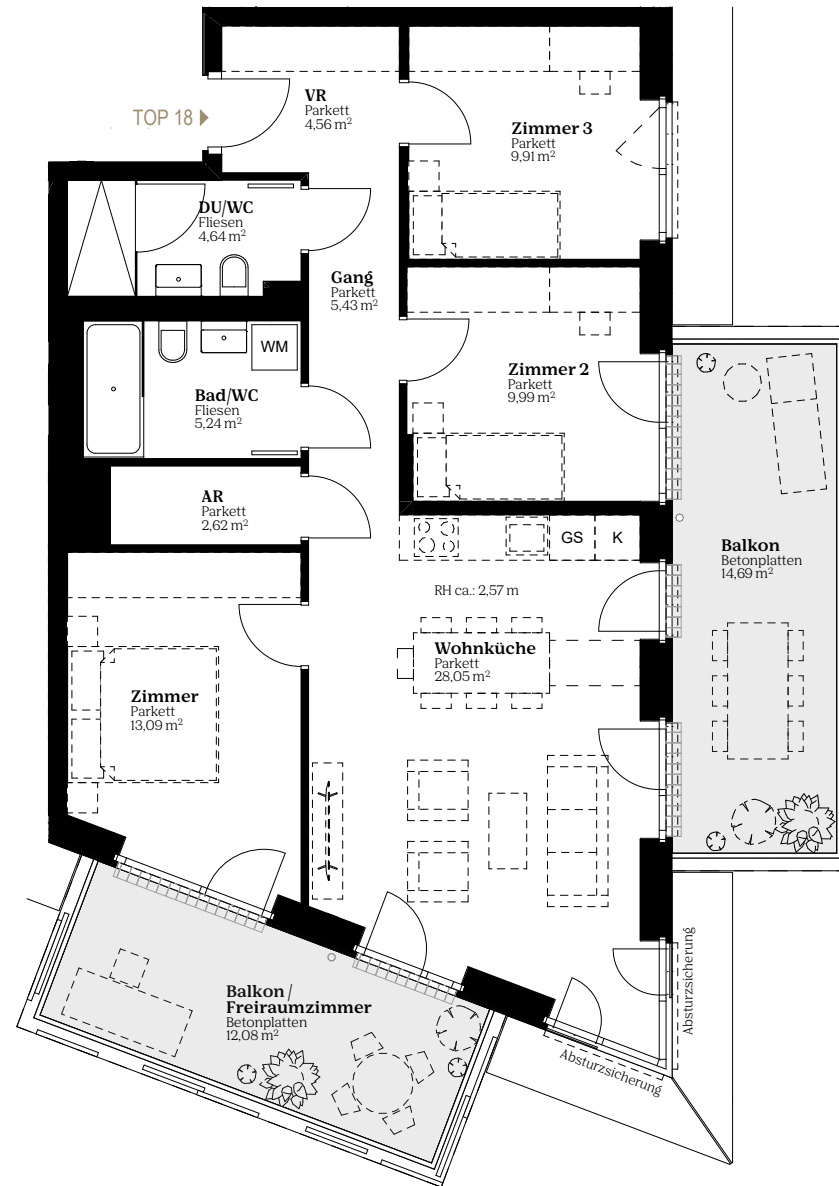 TOP 18
VR
Parkett
4,56 m²
Zimmer 3
Parkett
9,91 m²
DU/WC
Fliesen
4,64 m²
Gang
Parkett
5,43 m²
WM
Bad/WC
Fliesen
5,24 m²
Zimmer 2
Parkett
9,99 m²
AR
Parkett
2,62 m²
GS
K
Balkon
Betonplatten
14,69 m²
RH ca.: 2,57 m
Wohnküche
Parkett
28,05 m²
Zimmer
Parkett
13,09 m²
Balkon/
Freiraumzimmer
Betonplatten
12,08 m²
Absturzsicherung
Absturzsicherung